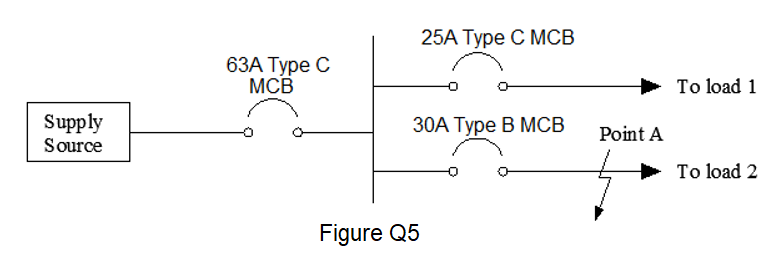 63A Type C
MCB
Supply
Source
25A Type C MCB
To load 1
30A Type B MCB
Point A
To load 2
Figure Q5